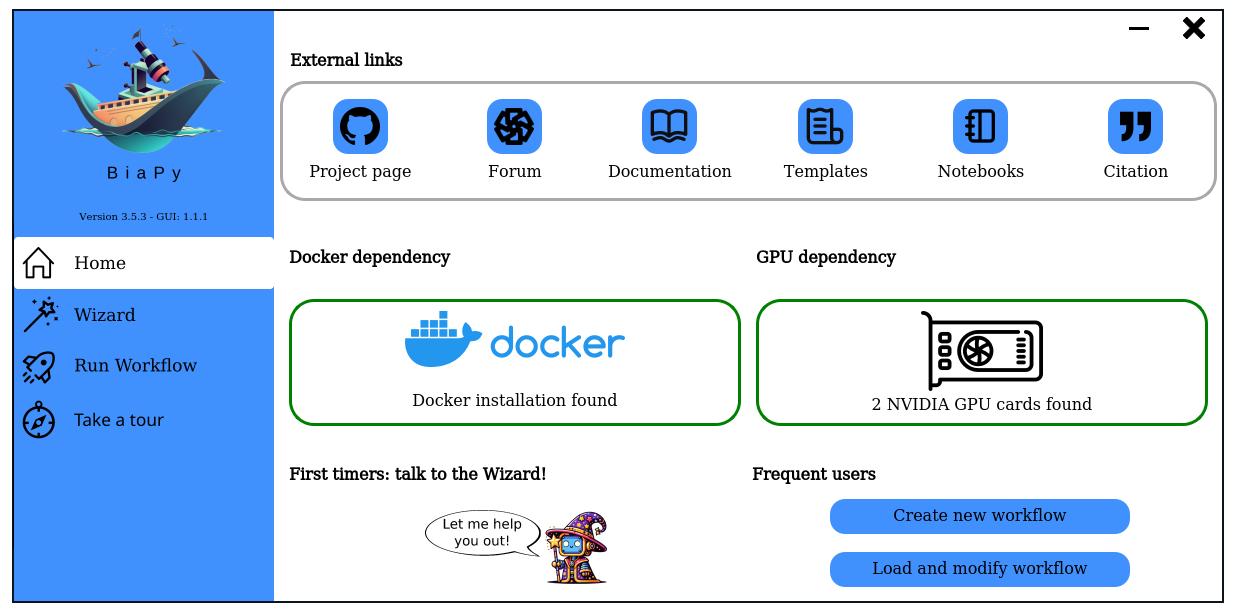 BiaPy
Version 3.5.3 - GUI: 1.1.1
Home
Wizard
Run Workflow
Take a tour
External links
Project page
Forum
Documentation
Templates
Notebooks
Citation
Docker dependency
GPU dependency
docker
Docker installation found
2 NVIDIA GPU cards found
First timers: talk to the Wizard!
Let me help
you out!
Frequent users
Create new workflow
Load and modify workflow